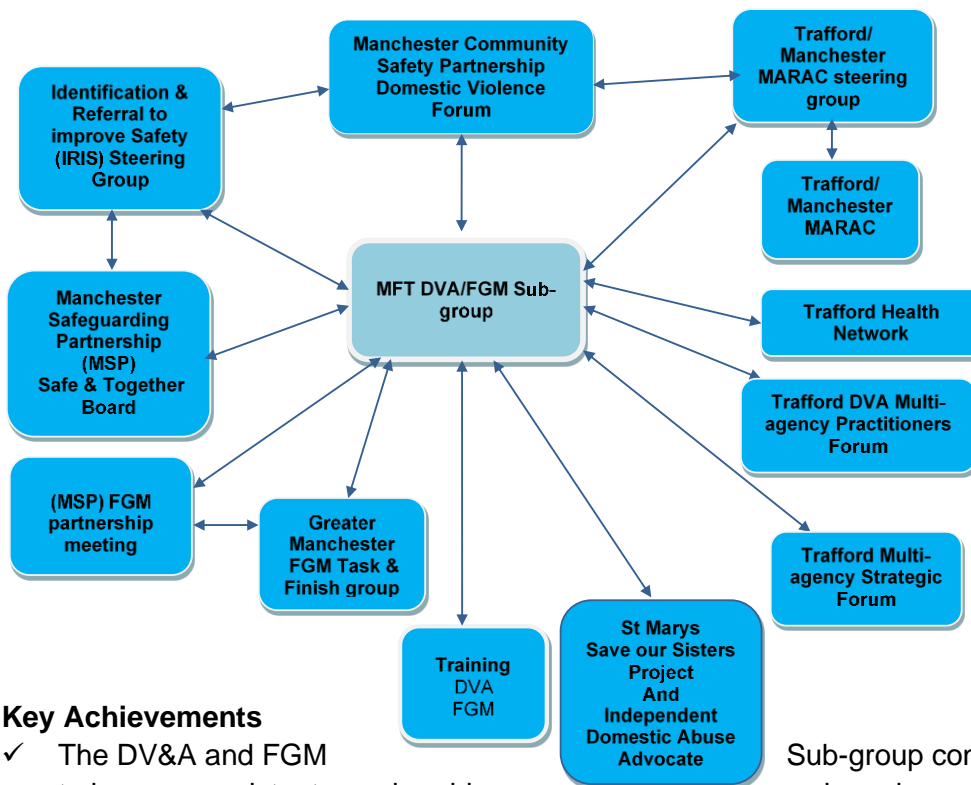 Manchester Community
Safety Partnership
Domestic Violence
Forum
Trafford/
Manchester
MARAC steering
group
Identification &
Referral to
improve Safety
(IRIS) Steering
Group
Trafford/
Manchester
MARAC
MFT DVA/FGM Sub-
group
Manchester
Safeguarding
Partnership
(MSP)
Safe & Together
Board
Trafford Health
Network
Trafford DVA Multi-
agency Practitioners
Forum
(MSP) FGM
partnership
meeting
Greater
Manchester
FGM Task &
Finish group
Trafford Multi-
agency Strategic
Forum
St Marys
Save our Sisters
Project
And
Independent
Domestic Abuse
Advocate
Training
DVA
FGM
Key Achievements
✓ The DV&A and FGM Sub-group